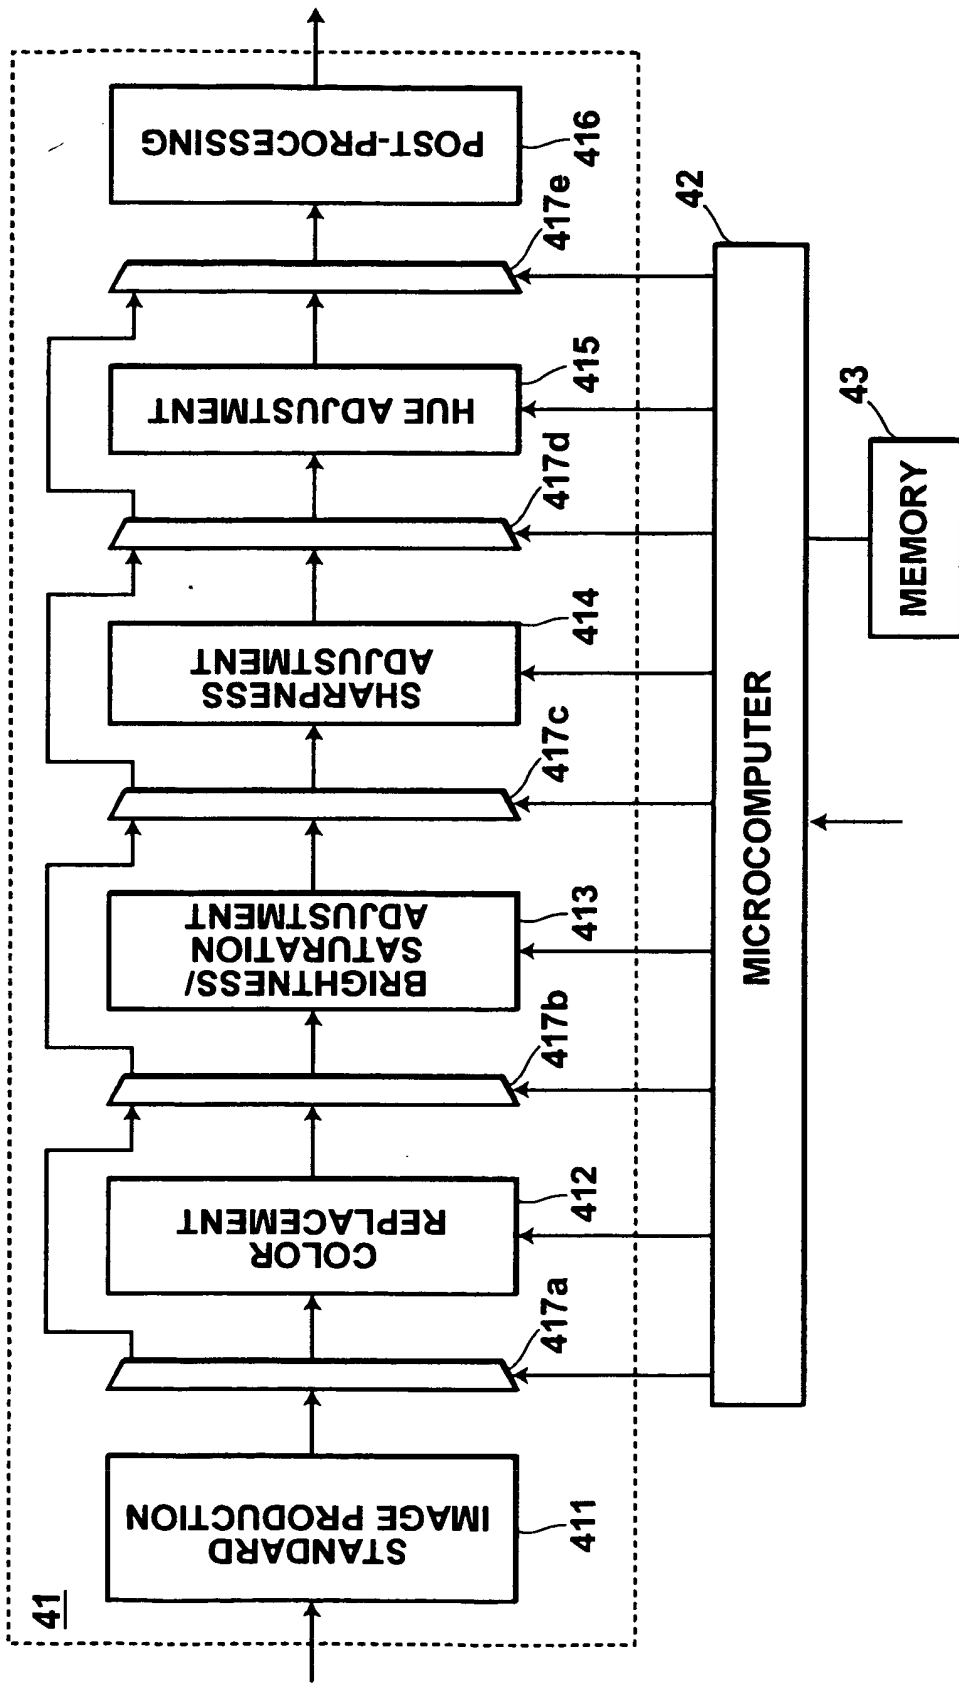 41
STANDARD
IMAGE PRODUCTION
411
417a
COLOR
REPLACEMENT
412
417b
BRIGHTNESS/
SATURATION
ADJUSTMENT
413
417c
SHARPNESS
ADJUSTMENT
414
417d
HUE ADJUSTMENT
415
417e
POST-PROCESSING
416
MICROCOMPUTER
42
MEMORY
43